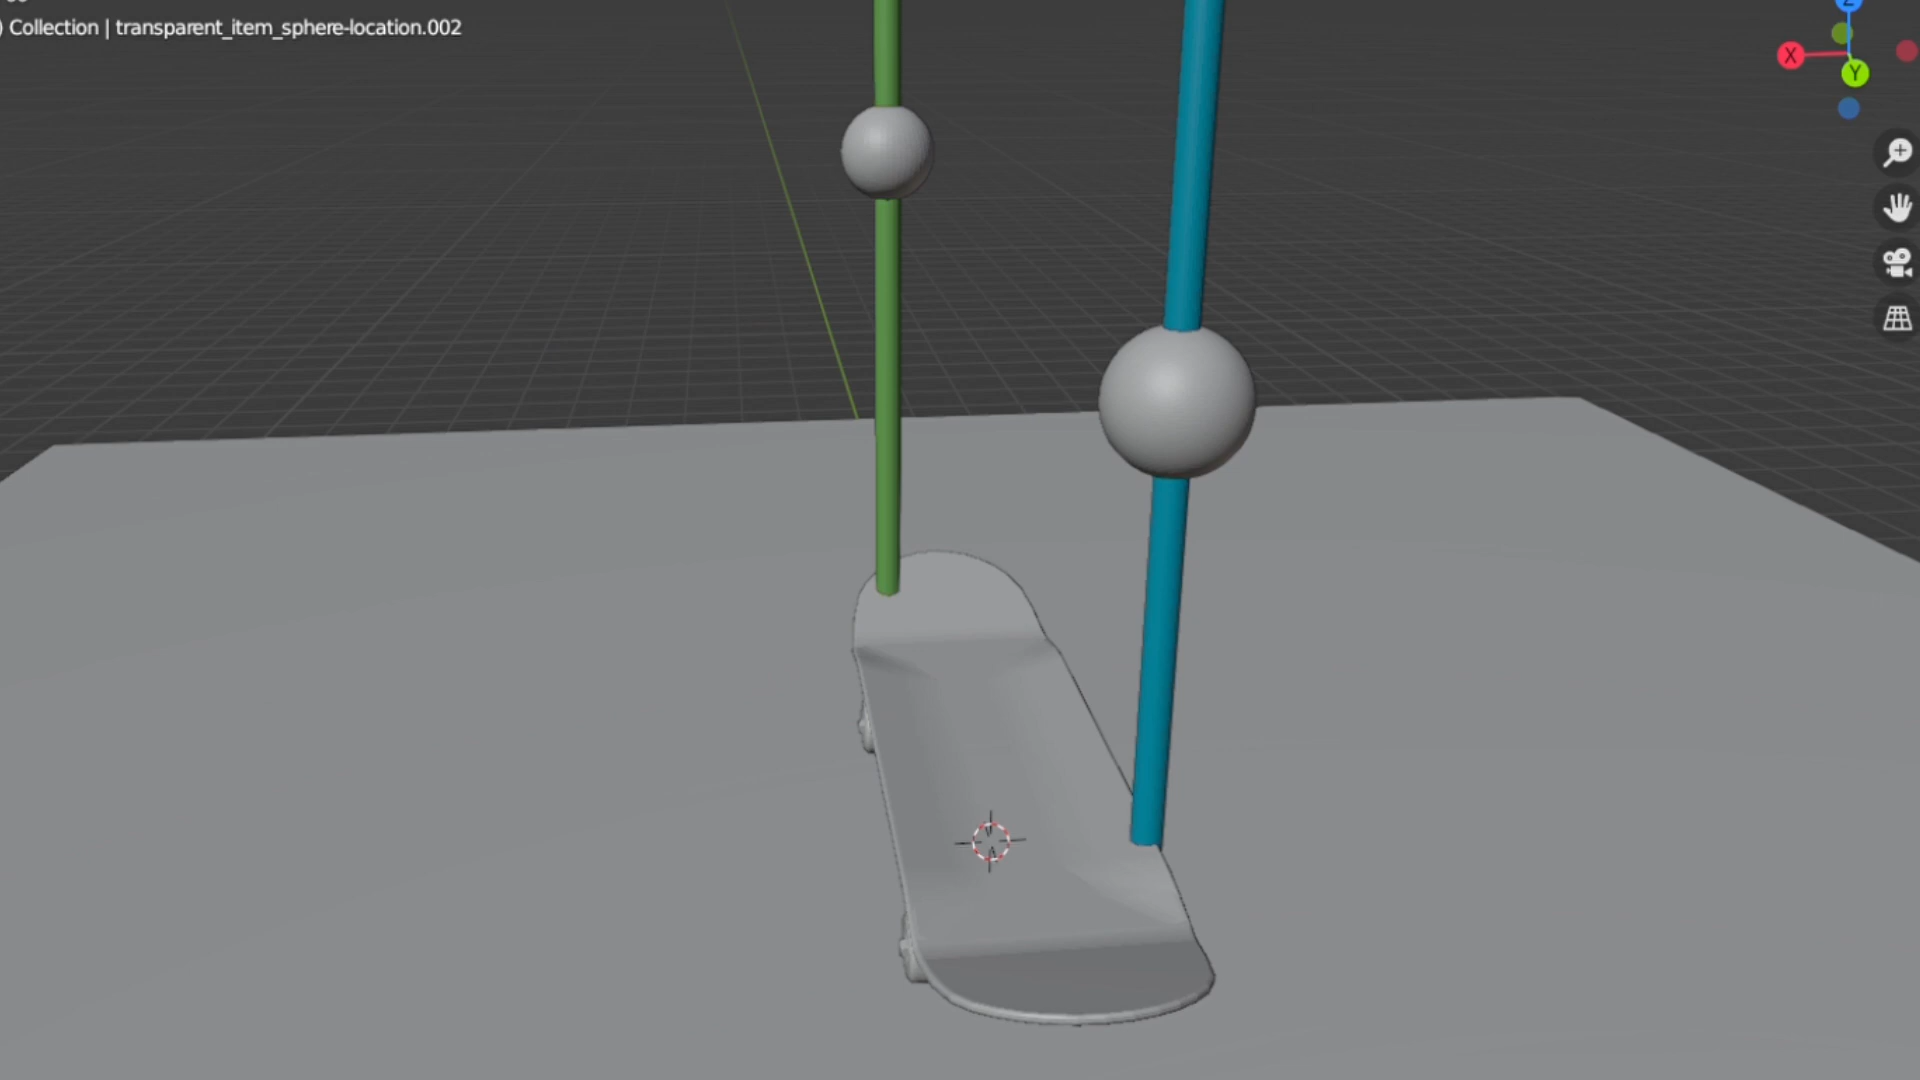 ) Collection | transparent_item_sphere-location.002
Z
X
Y